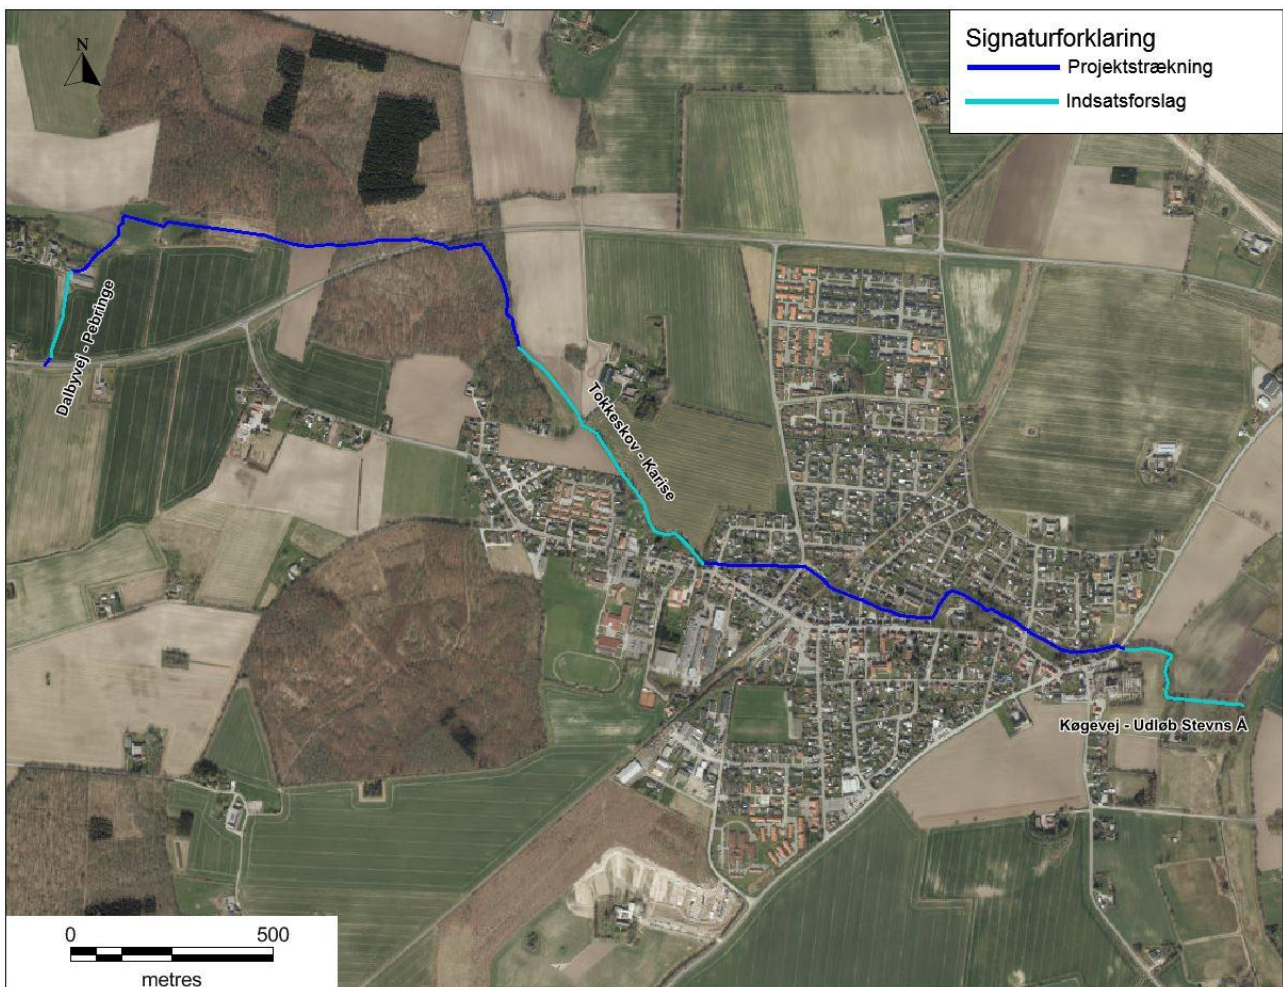 N
Signaturforklaring
Projektstrækning
Indsatsforslag
Dalbyvej - Pebringe
Tokkeskov - Karise
Køgevej - Udløb Stevns Å
0 500
metres